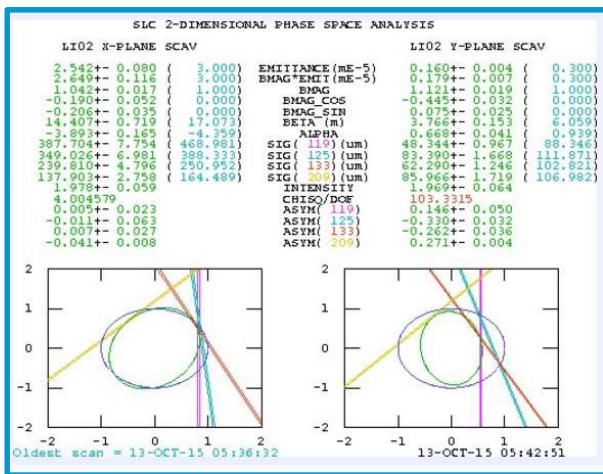 SLC 2-DIMENSIONAL PHASE SPACE ANALYSIS
LI02 X-PLANE SCAV LI02 Y-PLANE SCAV
2.542+- 0.080 ( 3.000) EMITTANCE(mE-5) 0.160+- 0.004 ( 0.300)
2.649+- 0.116 ( 3.000) BMAG*EMIT(mE-5) 0.179+- 0.007 ( 0.300)
1.042+- 0.017 ( 1.000) BMAG 1.121+- 0.019 ( 1.000)
-0.190+- 0.052 ( 0.000) BMAG_COS -0.445+- 0.032 ( 0.000)
-0.206+- 0.035 ( 0.000) BMAG_SIN 0.075+- 0.025 ( 0.000)
14.407+- 0.719 ( 17.073) BETA (m) 3.766+- 0.153 ( 6.059)
-3.893+- 0.165 ( -4.359) ALPHA 0.668+- 0.041 ( 0.939)
387.704+- 7.754 ( 468.981) SIG( 119)(um) 48.344+- 0.967 ( 88.346)
349.026+- 6.981 ( 388.333) SIG( 125)(um) 83.390+- 1.668 ( 111.871)
239.810+- 4.796 ( 250.952) SIG( 133)(um) 62.290+- 1.246 ( 102.821)
137.903+- 2.758 ( 164.489) SIG( 209)(um) 85.966+- 1.719 ( 106.982)
1.978+- 0.059 INTENSITY 1.969+- 0.064
4.004579 CHISQ/DOF 103.3315
0.005+- 0.023 ASYM( 119) 0.146+- 0.050
-0.011+- 0.063 ASYM( 125) -0.330+- 0.032
0.007+- 0.027 ASYM( 133) -0.262+- 0.036
-0.041+- 0.008 ASYM( 209) 0.271+- 0.004
2 2
1 1
0 0
-1 -1
-2 -2
-2 -1 0 1 2 -2 -1 0 1 2
Oldest scan = 13-OCT-15 05:36:32 13-OCT-15 05:42:51